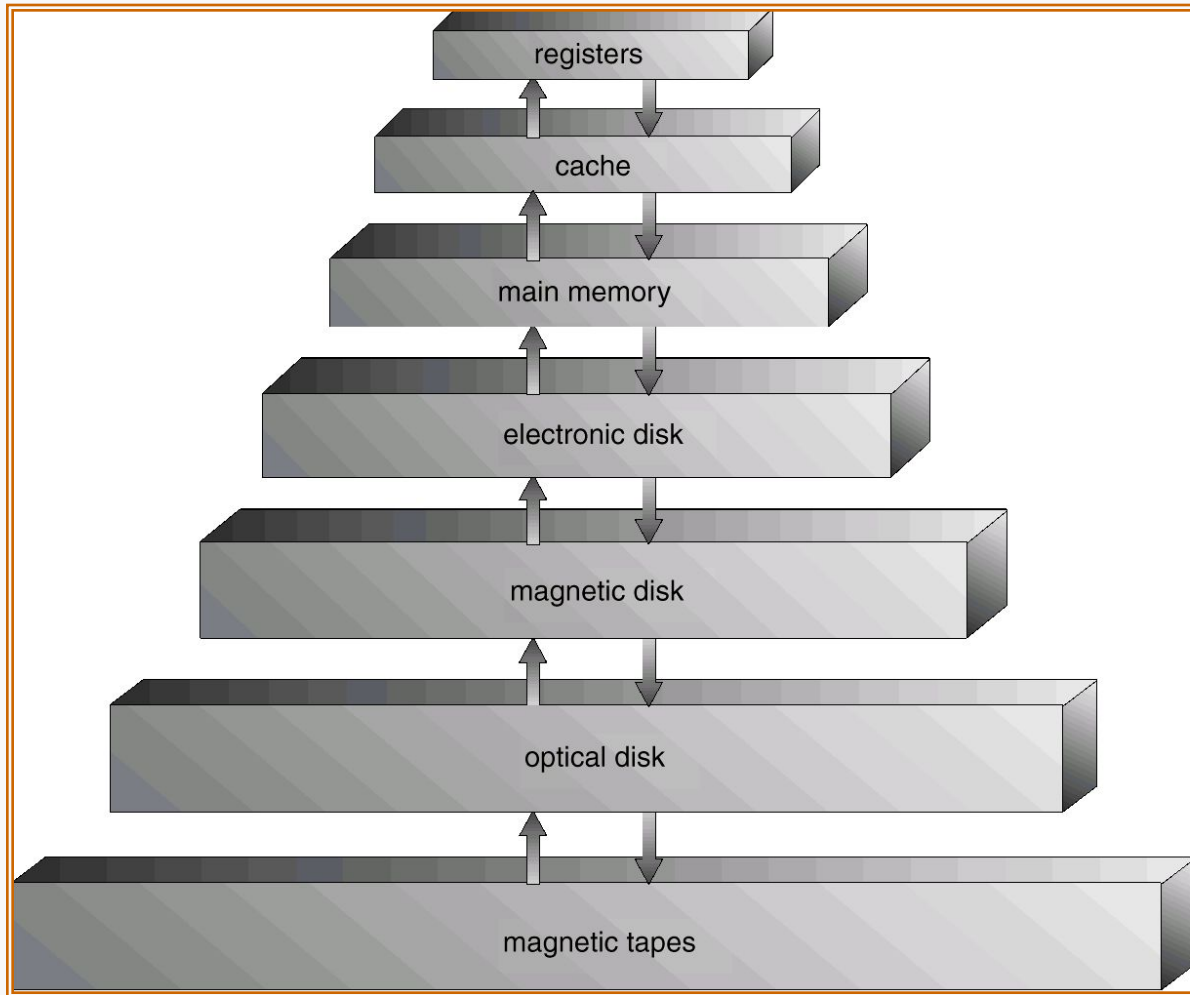 registers
cache
main memory
electronic disk
magnetic disk
optical disk
magnetic tapes